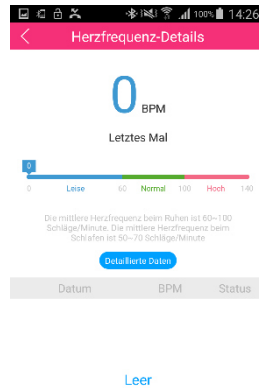 100% 14:26
Herzfrequenz-Details
0 BPM
Letztes Mal
0
0 Leise 60 Normal 100 Hoch 140
Die mittlere Herzfrequenz beim Ruhen ist 60~100
Schläge/Minute. Die mittlere Herzfrequenz beim
Schlafen ist 50~70 Schläge/Minute
Detaillierte Daten
Datum BPM Status
Leer